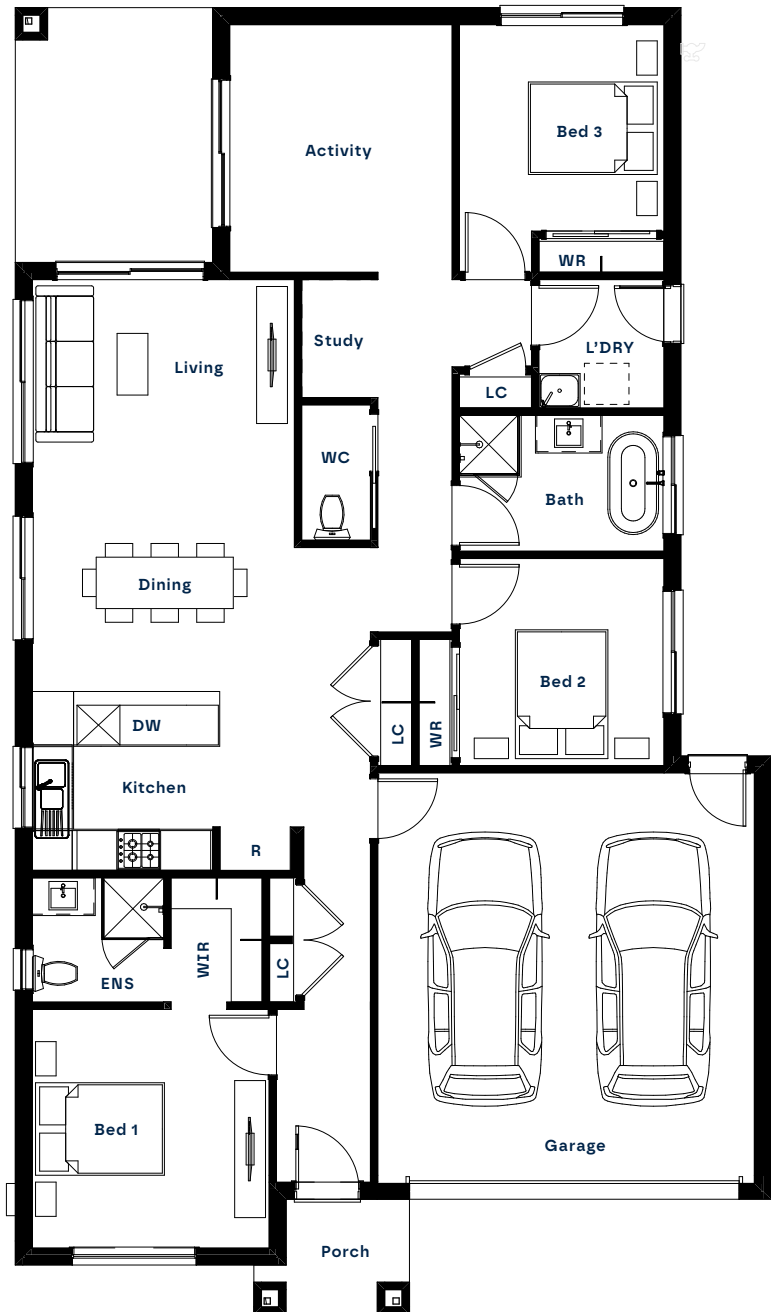 Bed 3
Activity
WR
Study
L'DRY
Living
LC
WC
Bath
Dining
Bed 2
DW
LC
WR
Kitchen
R
WIR
LC
ENS
Bed 1
Garage
Porch